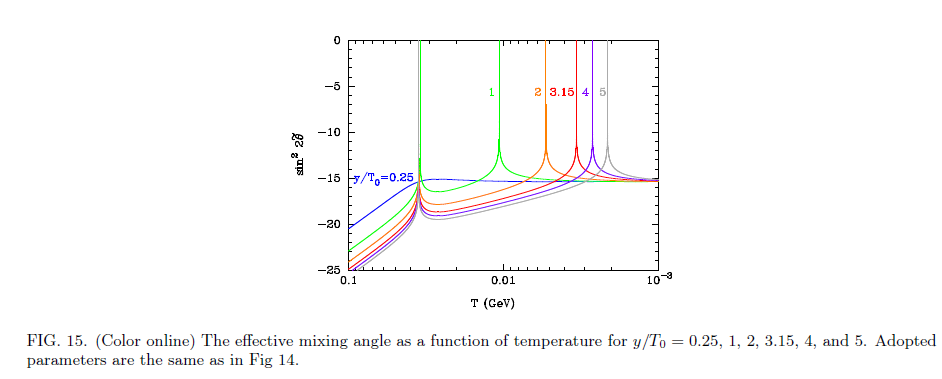 0
−5
1
2
3.15
4
5
−10
sin² 2θ̃
−15
y/T₀=0.25
−20
−25
0.1
0.01
10⁻³
T (GeV)
FIG. 15. (Color online) The effective mixing angle as a function of temperature for y/T₀ = 0.25, 1, 2, 3.15, 4, and 5. Adopted
parameters are the same as in Fig 14.